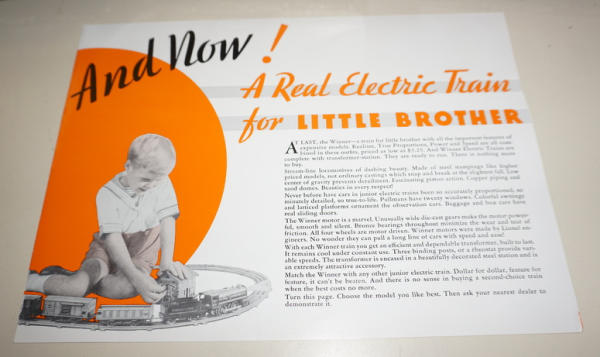 And Now!
A Real Electric Train
for LITTLE BROTHER
AT LAST, the Winner—a train for little brother with all the important features of
expensive models. Realism, True Proportions, Power and Speed are all com-
bined in these outfits, priced as low as $3.25. And Winner Electric Trains are
complete with transformer-station. They are ready to run. There is nothing more
to buy.
Stream-line locomotives of dashing beauty. Made of steel stampings like higher
priced models, not ordinary castings which snap and break at the slightest fall. Low
center of gravity prevents derailment. Fascinating piston action. Copper piping and
sand domes. Beauties in every respect!
Never before have cars in junior electric trains been so accurately proportioned, so
minutely detailed, so true-to-life. Pullmans have twenty windows. Colorful awnings
and latticed platforms ornament the observation cars. Baggage and box cars have
real sliding doors.
The Winner motor is a marvel. Unusually wide die-cast gears make the motor power-
ful, smooth and silent. Bronze bearings throughout minimize the wear and test of
friction. All four wheels are motor driven. Winner motors were made by Lionel en-
gineers. No wonder they can pull a long line of cars with speed and ease!
With each Winner train you get an efficient and dependable transformer, built to last.
It remains cool under constant use. Three binding posts, or a rheostat provide vari-
able speeds. The transformer is encased in a beautifully decorated steel station and is
an extremely attractive accessory.
Match the Winner with any other junior electric train. Dollar for dollar, feature for
feature, it can't be beaten. And there is no sense in buying a second-choice train
when the best costs no more.
Turn this page. Choose the model you like best. Then ask your nearest dealer to
demonstrate it.